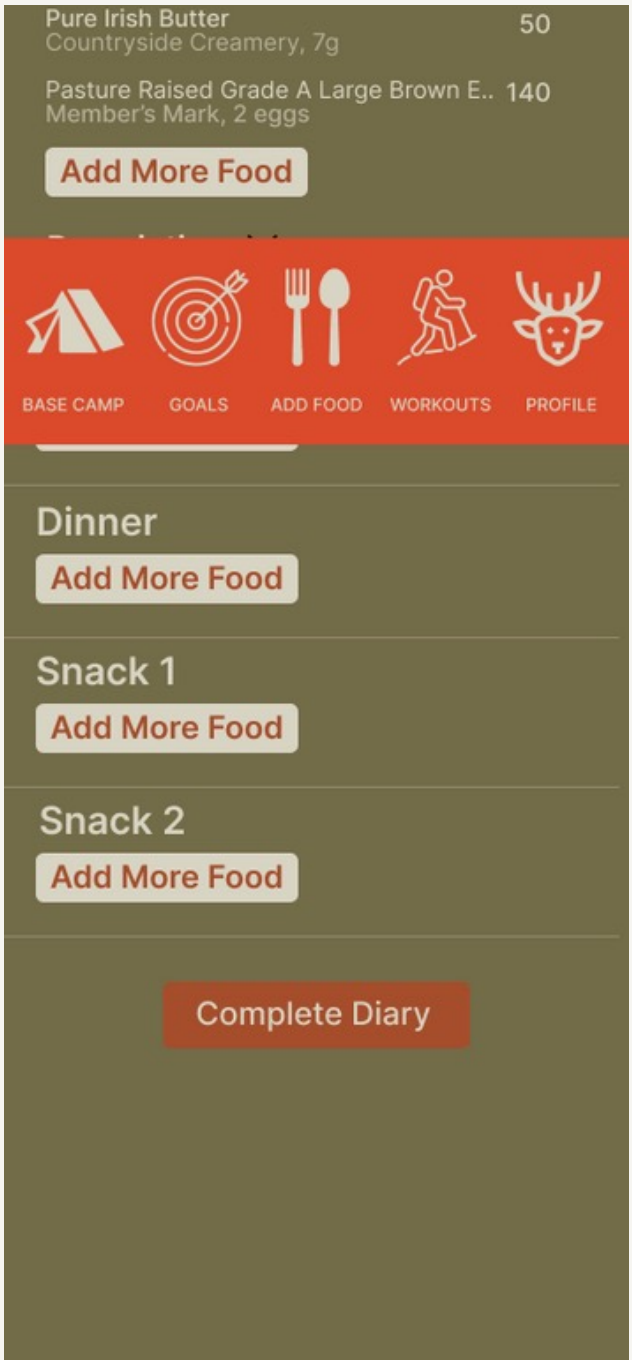 Pure Irish Butter 50
Countryside Creamery, 7g
Pasture Raised Grade A Large Brown E.. 140
Member's Mark, 2 eggs
Add More Food
BASE CAMP GOALS ADD FOOD WORKOUTS PROFILE
Dinner
Add More Food
Snack 1
Add More Food
Snack 2
Add More Food
Complete Diary